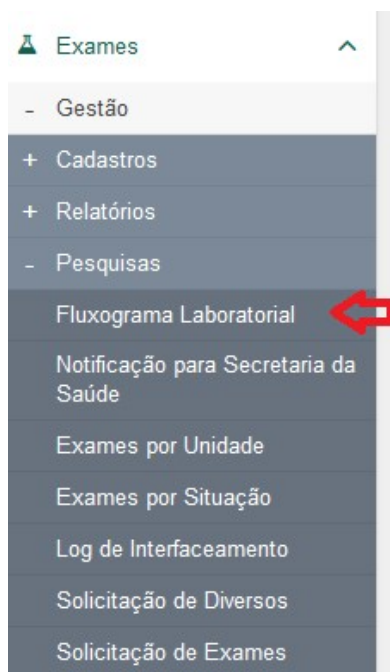 Exames
- Gestão
+ Cadastros
+ Relatórios
- Pesquisas
Fluxograma Laboratorial
Notificação para Secretaria da
Saúde
Exames por Unidade
Exames por Situação
Log de Interfaceamento
Solicitação de Diversos
Solicitação de Exames